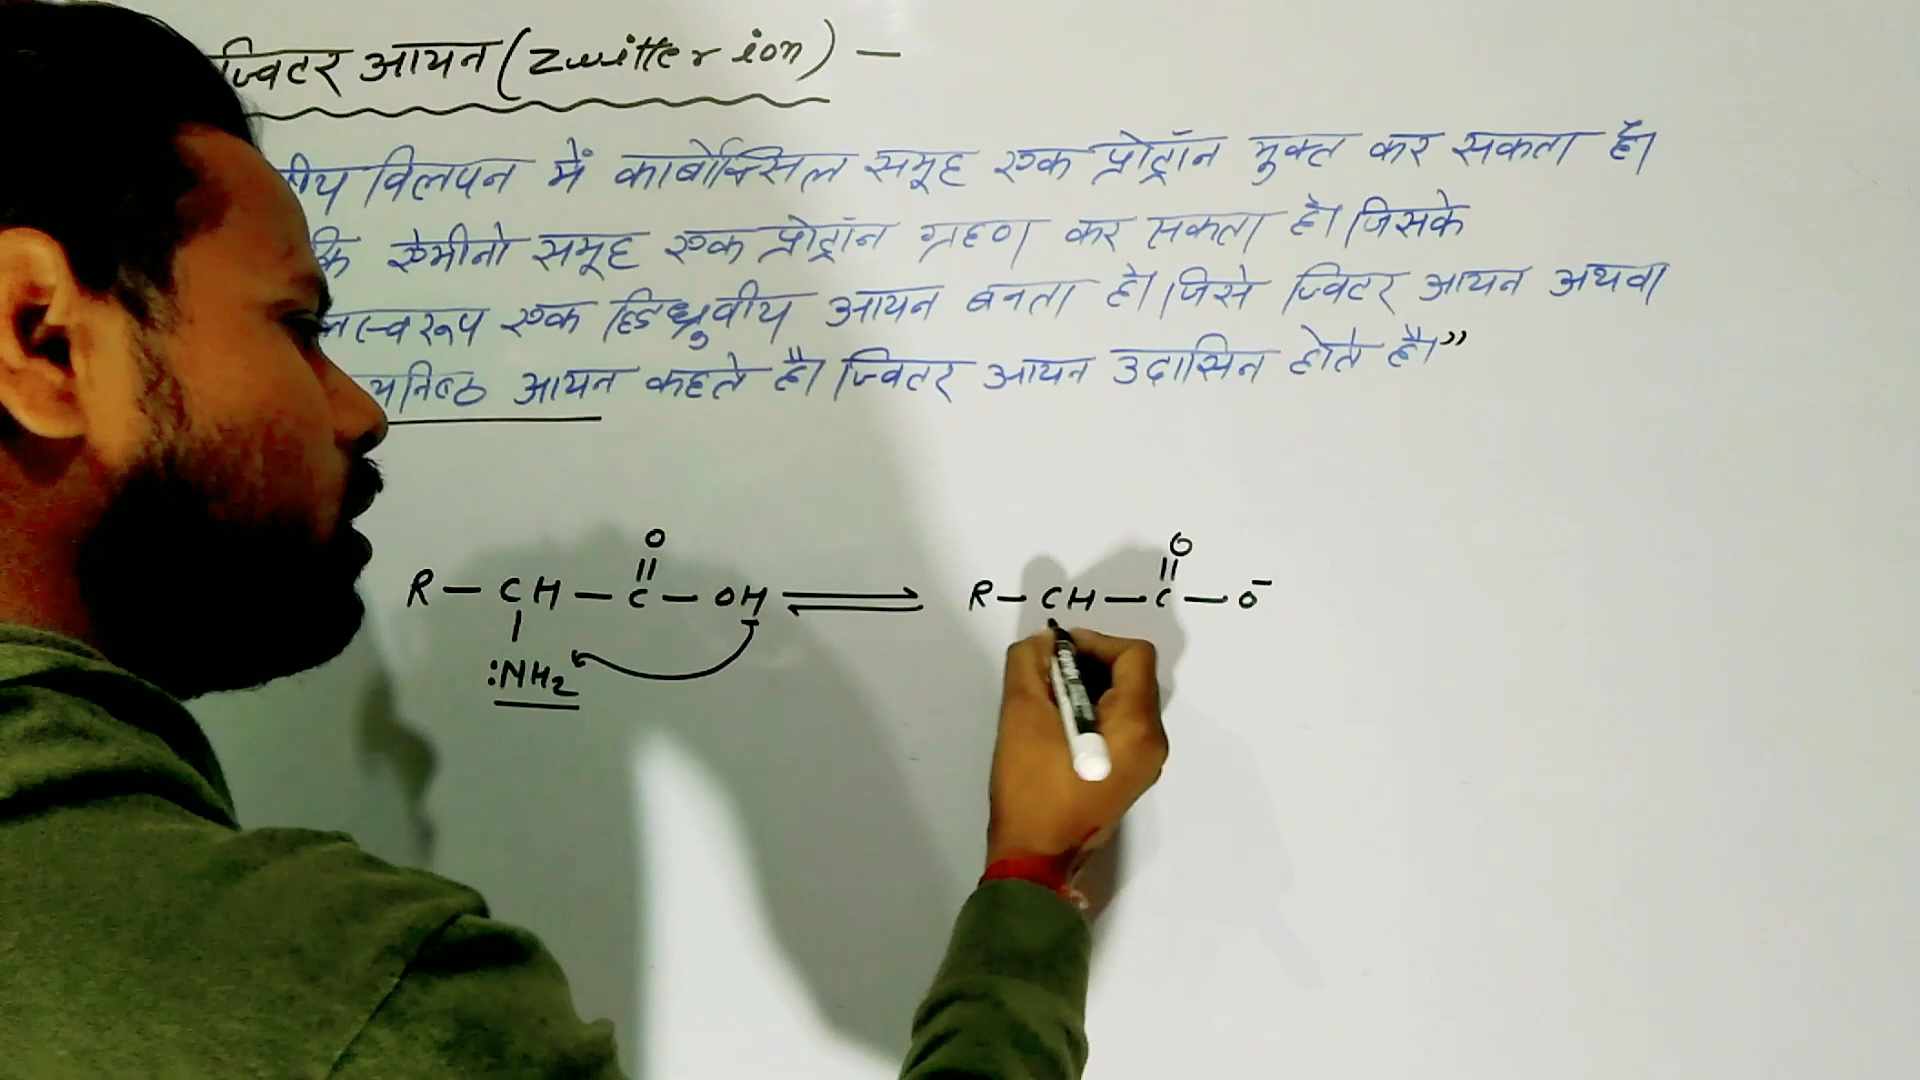 ज्विटर आयन (Zwitter ion) —
विलयन में कार्बोक्सिल समूह एक प्रोट्रॉन मुक्त कर सकता है।
ऐमीनो समूह एक प्रोट्रॉन ग्रहण कर सकता है। जिसके
एक द्विध्रुवीय आयन बनता है। जिसे ज्विटर आयन अथवा
आयन कहते है। ज्विटर आयन उदासिन होते है।”
O O
|| ||
R — CH — C — OH ⇌ R — CH — C — O⁻
|
:NH₂